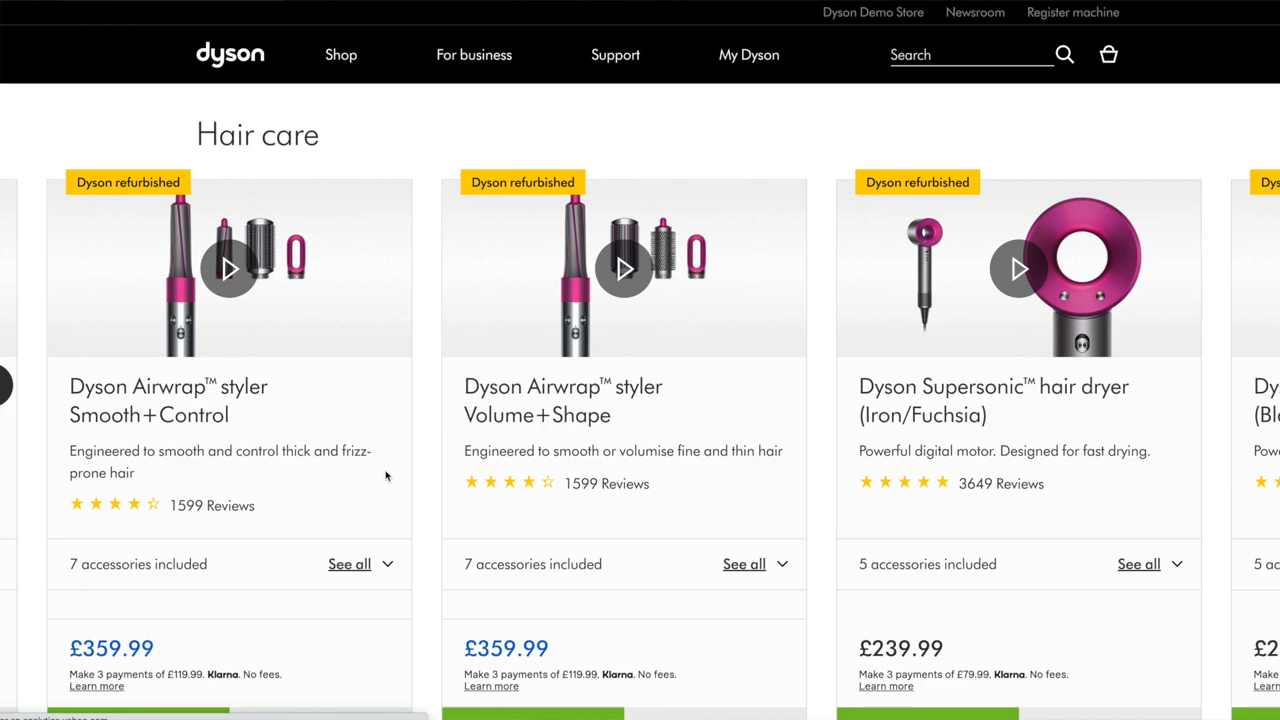 Dyson Demo Store Newsroom Register machine
dyson Shop For business Support My Dyson Search
Hair care
Dyson refurbished
Dyson Airwrap™ styler
Smooth+Control
Engineered to smooth and control thick and frizz-
prone hair
1599 Reviews
7 accessories included See all
£359.99
Make 3 payments of £119.99. Klarna. No fees.
Learn more
Dyson refurbished
Dyson Airwrap™ styler
Volume+Shape
Engineered to smooth or volumise fine and thin hair
1599 Reviews
7 accessories included See all
£359.99
Make 3 payments of £119.99. Klarna. No fees.
Learn more
Dyson refurbished
Dyson Supersonic™ hair dryer
(Iron/Fuchsia)
Powerful digital motor. Designed for fast drying.
3649 Reviews
5 accessories included See all
£239.99
Make 3 payments of £79.99. Klarna. No fees.
Learn more